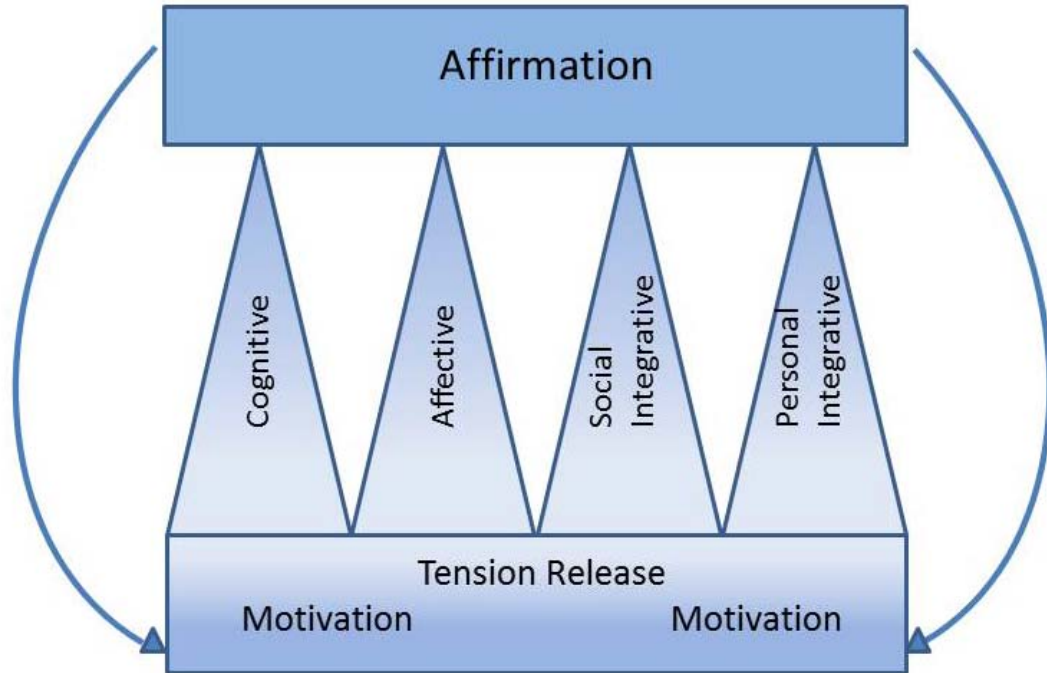 Affirmation
Cognitive
Affective
Social
Integrative
Personal
Integrative
Tension Release
Motivation
Motivation